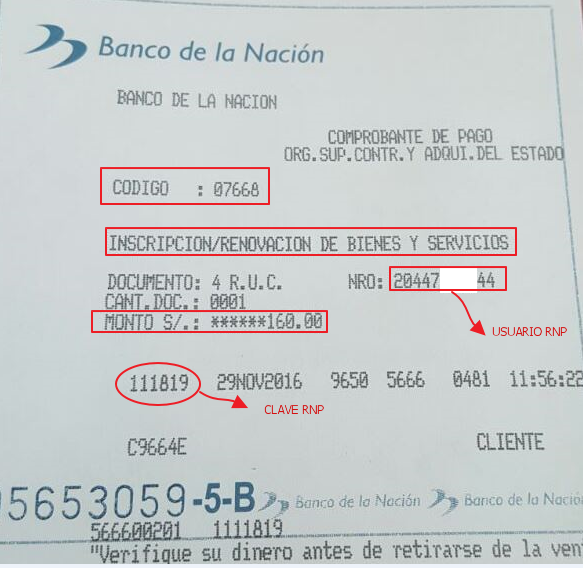 Banco de la Nación
BANCO DE LA NACION
COMPROBANTE DE PAGO
ORG.SUP.CONTR.Y ADQUI.DEL ESTADO
CODIGO : 07668
INSCRIPCION/RENOVACION DE BIENES Y SERVICIOS
DOCUMENTO: 4 R.U.C. NRO: 20447 44
CANT.DOC.: 0001
MONTO S/.: ******160.00
USUARIO RNP
111819 29NOV2016 9650 5666 0481 11:56:22
CLAVE RNP
C9664E CLIENTE
5653059-5-B Banco de la Nación Banco de la Nació
566600201 1111819
"Verifique su dinero antes de retirarse de la ven